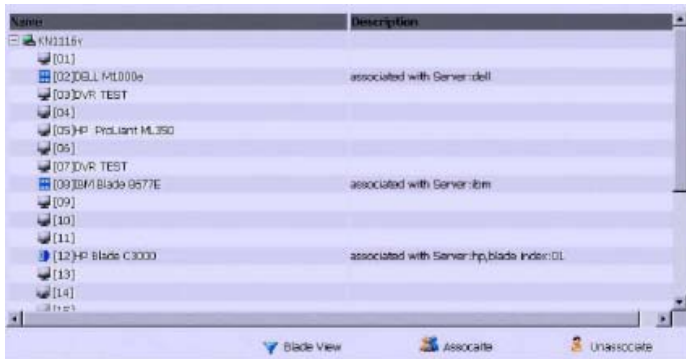 Name Description
KN1116v
[01]
[02]DELL M1000e associated with Server:dell
[03]DVR TEST
[04]
[05]HP ProLiant ML350
[06]
[07]DVR TEST
[08]IBM Blade 8677E associated with Server:ibm
[09]
[10]
[11]
[12]HP Blade C3000 associated with Server:hp,blade index:01
[13]
[14]
Blade View Assocaite Unassociate